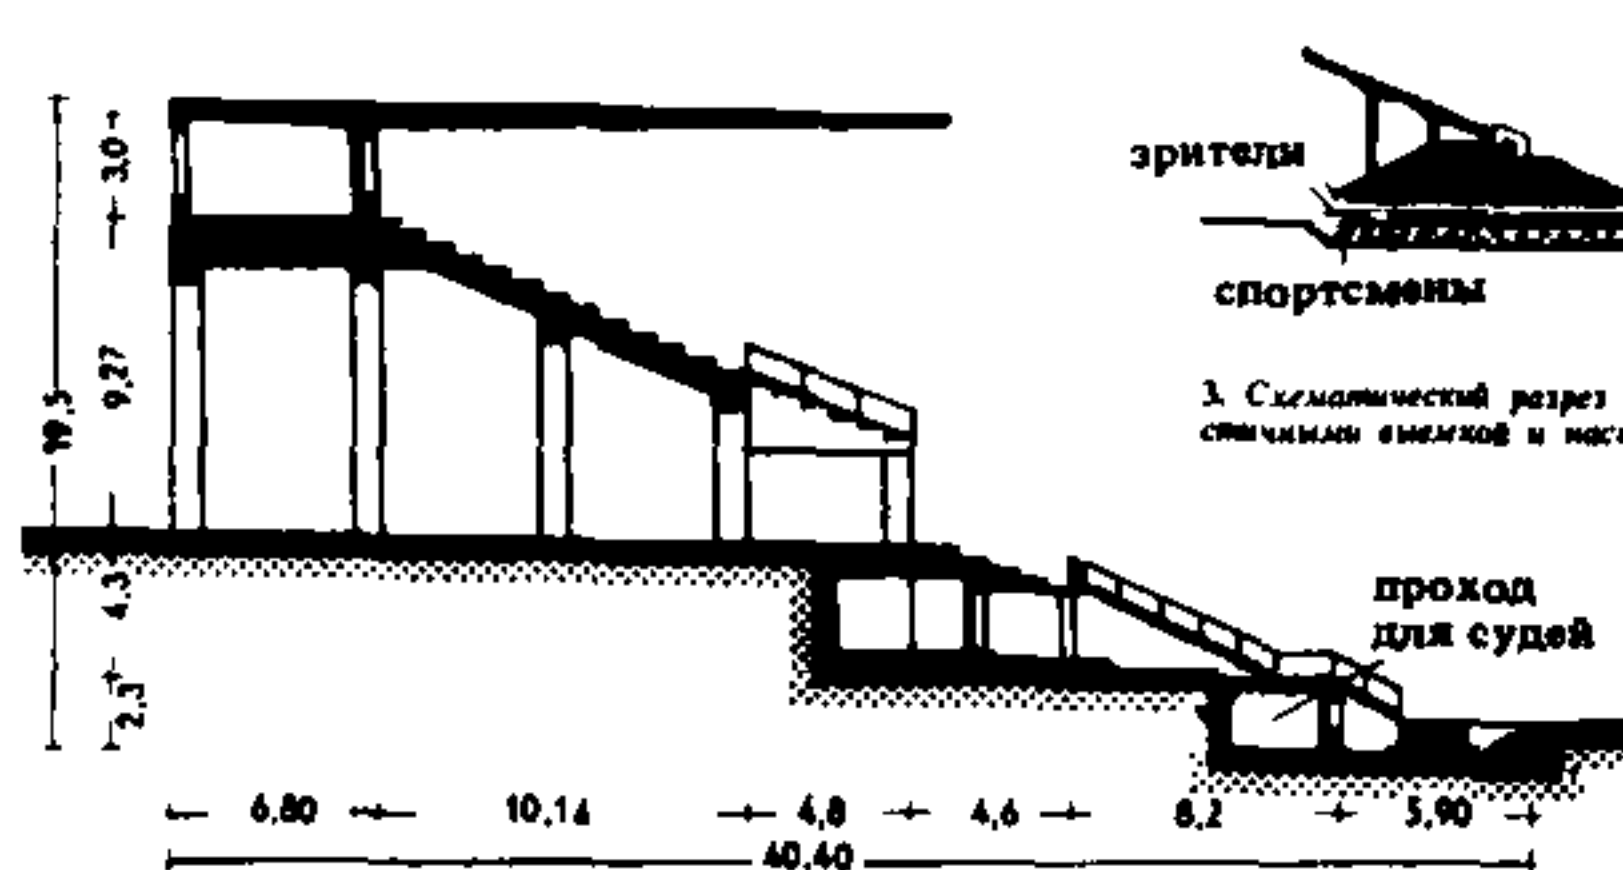 3,0
зрители
спортсмены
9,27
19,5
3. Схематический разрез
4,3
проход
для судей
2,3
6,80 10,14 4,8 4,6 8,2 5,90
40,40